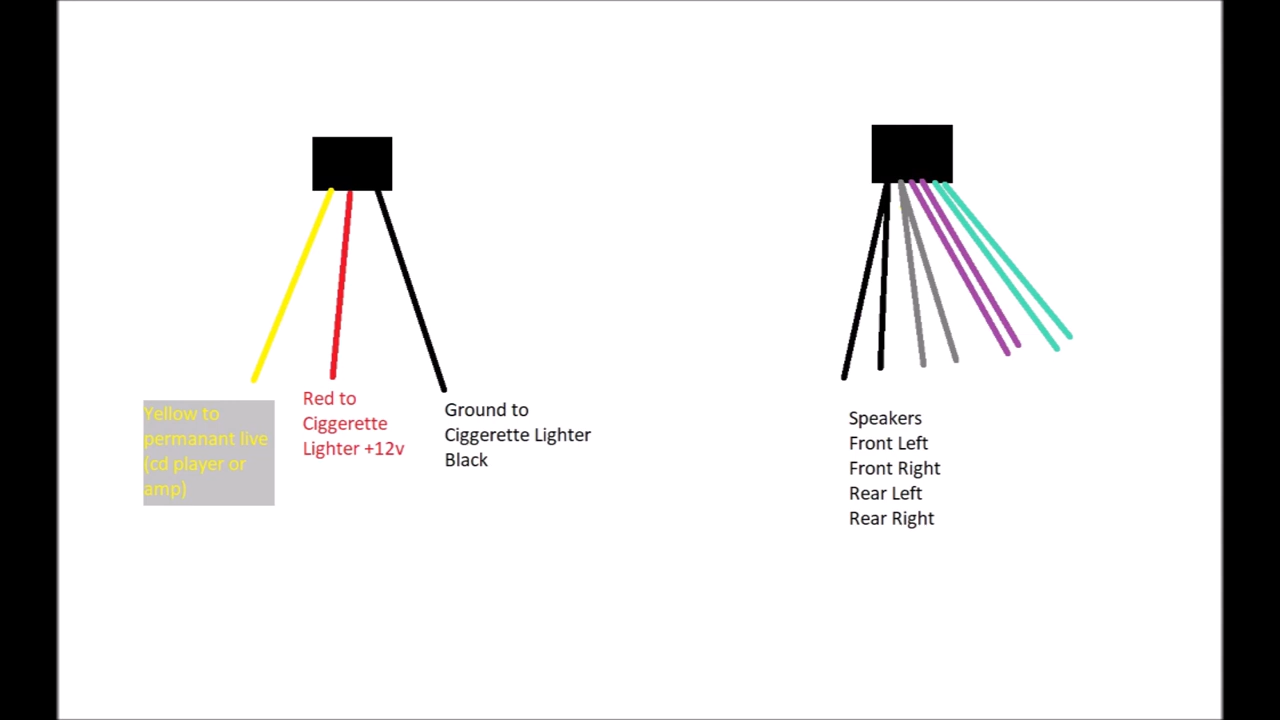 Yellow to
permanant live
(cd player or
amp)
Red to
Ciggerette
Lighter +12v
Ground to
Ciggerette Lighter
Black
Speakers
Front Left
Front Right
Rear Left
Rear Right